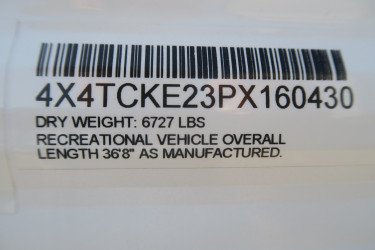 4X4TCKE23PX160430
DRY WEIGHT: 6727 LBS
RECREATIONAL VEHICLE OVERALL
LENGTH 36'8" AS MANUFACTURED.